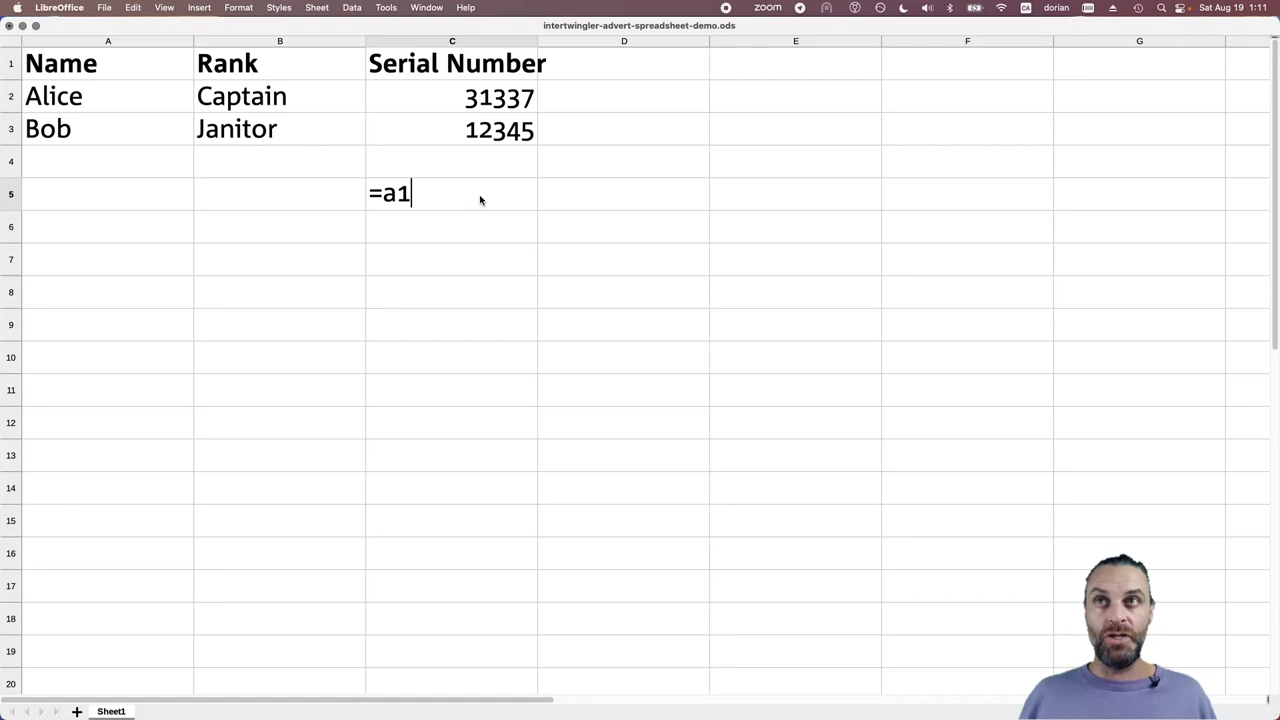 LibreOffice File Edit View Insert Format Styles Sheet Data Tools Window Help ZOOM CA dorian Sat Aug 19 1:11
intertwingler-advert-spreadsheet-demo.ods
A B C D E F G
1 Name Rank Serial Number
2 Alice Captain 31337
3 Bob Janitor 12345
4
5 =a1
6
7
8
9
10
11
12
13
14
15
16
17
18
19
20
Sheet1